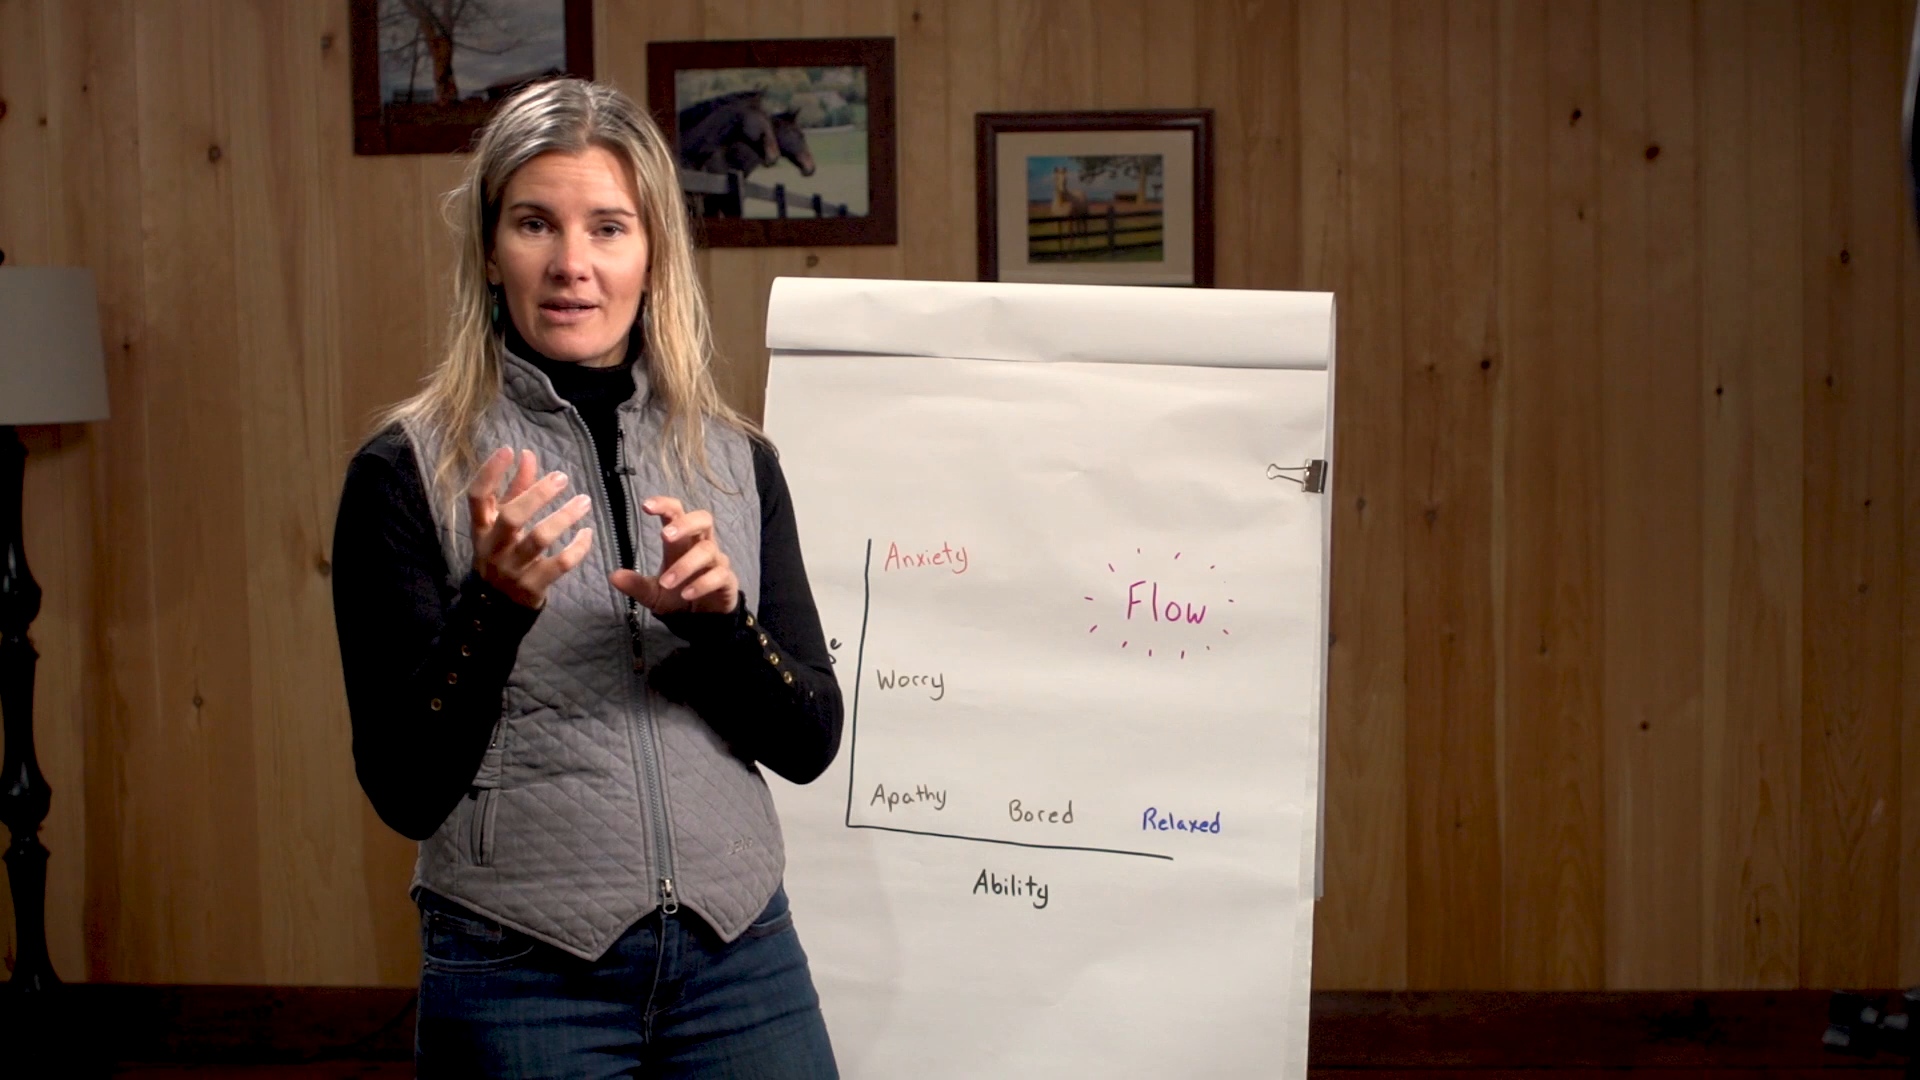 Anxiety
Flow
Worry
Apathy
Bored
Relaxed
Ability